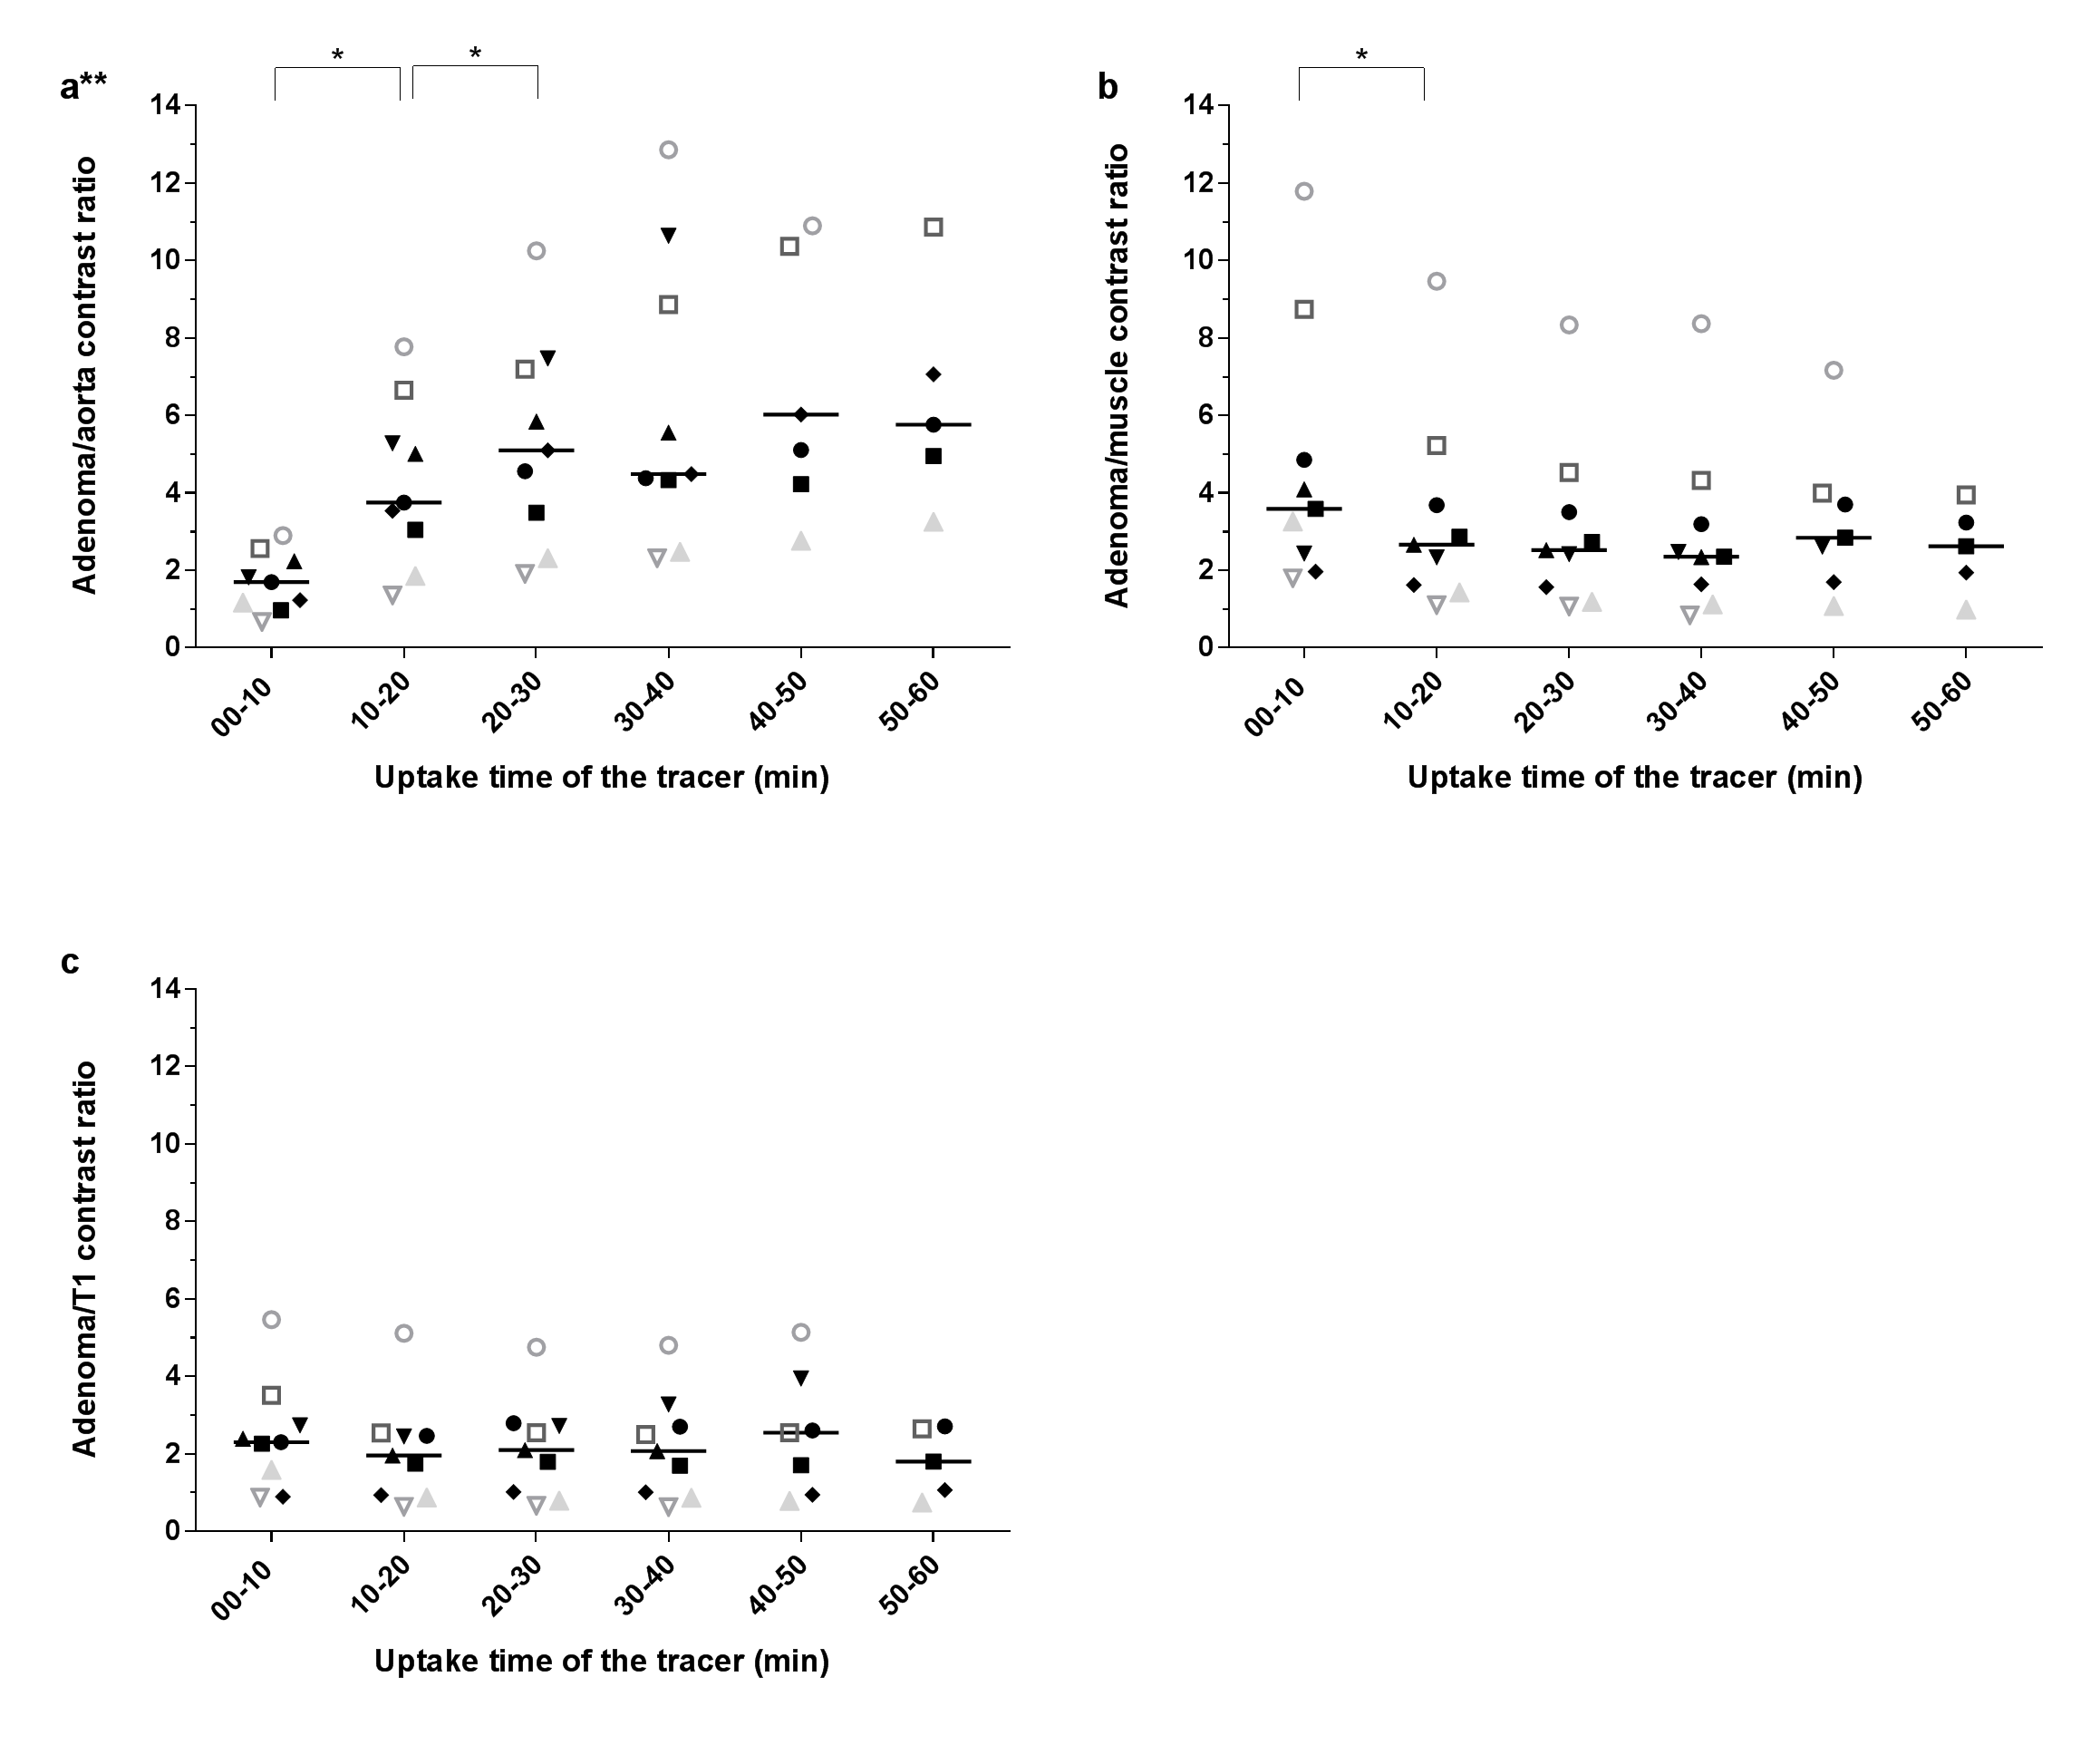 * *
a**
14
12
10
8
6
4
2
0
Adenoma/aorta contrast ratio
00-10 10-20 20-30 30-40 40-50 50-60
Uptake time of the tracer (min)
*
b
14
12
10
8
6
4
2
0
Adenoma/muscle contrast ratio
00-10 10-20 20-30 30-40 40-50 50-60
Uptake time of the tracer (min)
c
14
12
10
8
6
4
2
0
Adenoma/T1 contrast ratio
00-10 10-20 20-30 30-40 40-50 50-60
Uptake time of the tracer (min)